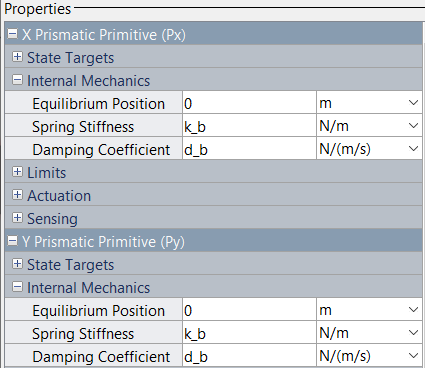 Properties
X Prismatic Primitive (Px)
State Targets
Internal Mechanics
Equilibrium Position 0 m
Spring Stiffness k_b N/m
Damping Coefficient d_b N/(m/s)
Limits
Actuation
Sensing
Y Prismatic Primitive (Py)
State Targets
Internal Mechanics
Equilibrium Position 0 m
Spring Stiffness k_b N/m
Damping Coefficient d_b N/(m/s)